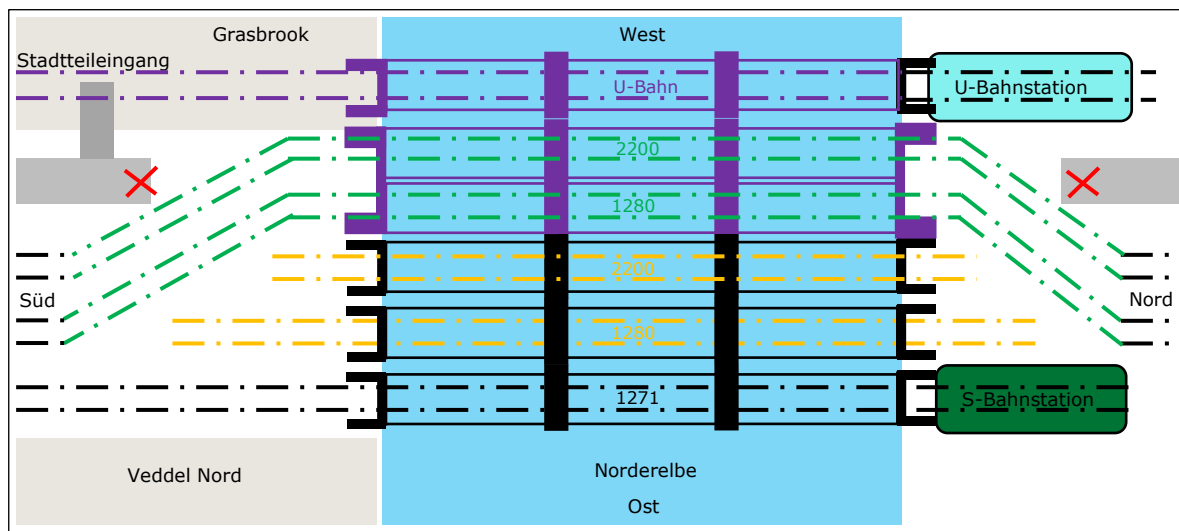 Grasbrook
West
Stadtteileingang
U-Bahn
U-Bahnstation
2200
1280
2200
Süd
Nord
1280
1271
S-Bahnstation
Veddel Nord
Norderelbe
Ost